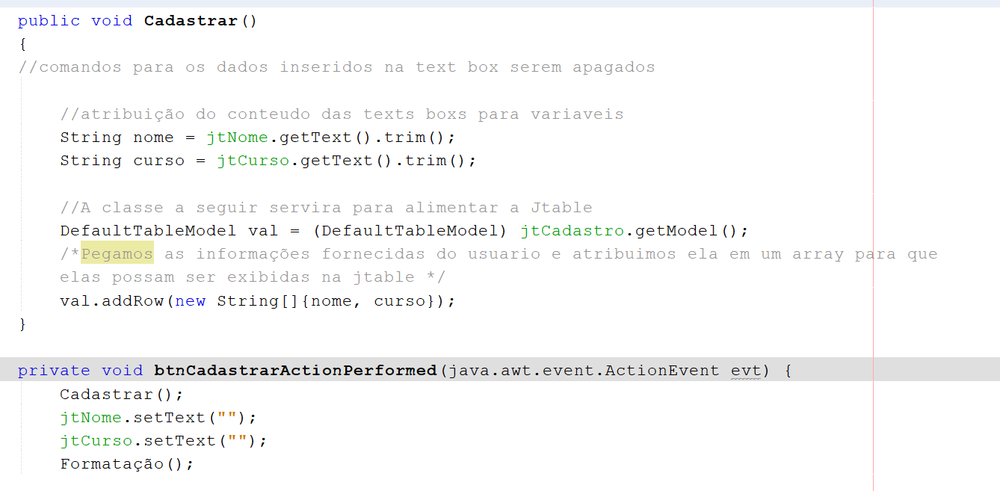 public void Cadastrar()
{
//comandos para os dados inseridos na text box serem apagados
//atribuição do conteudo das texts boxs para variaveis
String nome = jtNome.getText().trim();
String curso = jtCurso.getText().trim();
//A classe a seguir servira para alimentar a Jtable
DefaultTableModel val = (DefaultTableModel) jtCadastro.getModel();
/*Pegamos as informações fornecidas do usuario e atribuimos ela em um array para que
elas possam ser exibidas na jtable */
val.addRow(new String[]{nome, curso});
}
private void btnCadastrarActionPerformed(java.awt.event.ActionEvent evt) {
Cadastrar();
jtNome.setText("");
jtCurso.setText("");
Formatação();